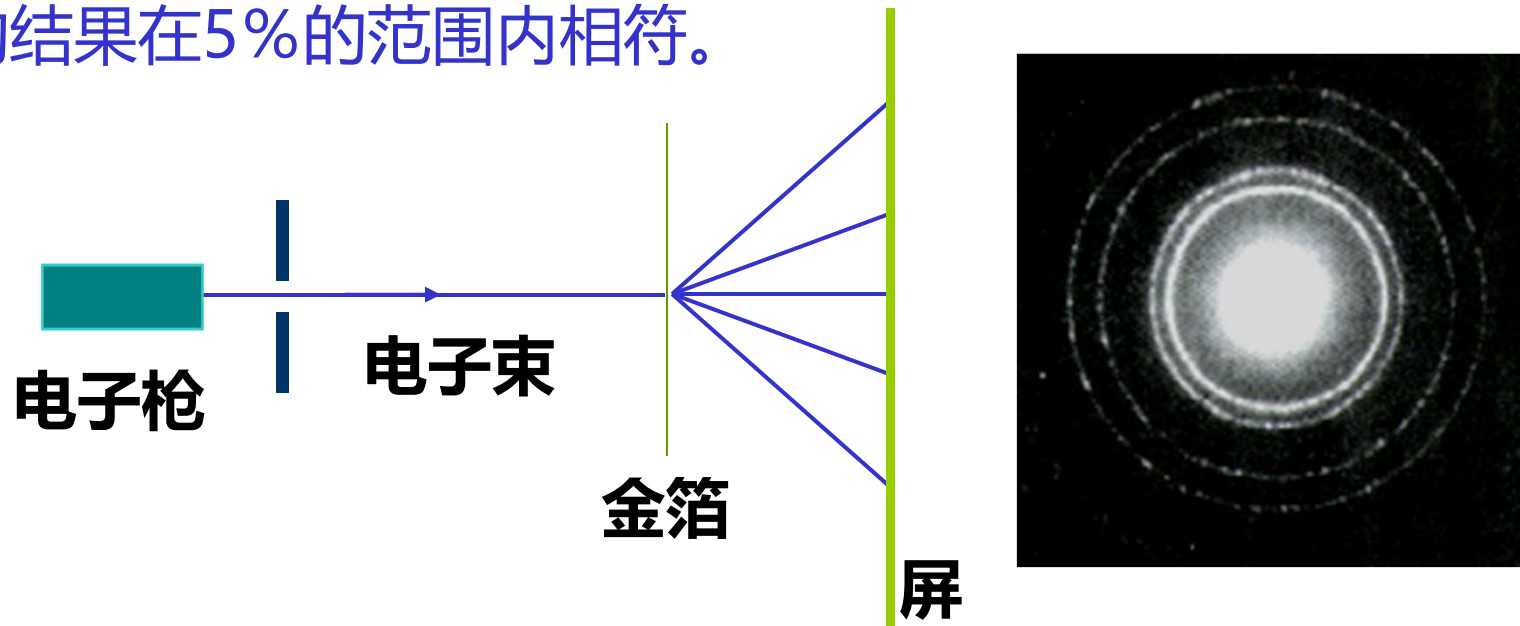 结果在5%的范围内相符。
电子束
电子枪
金箔
屏